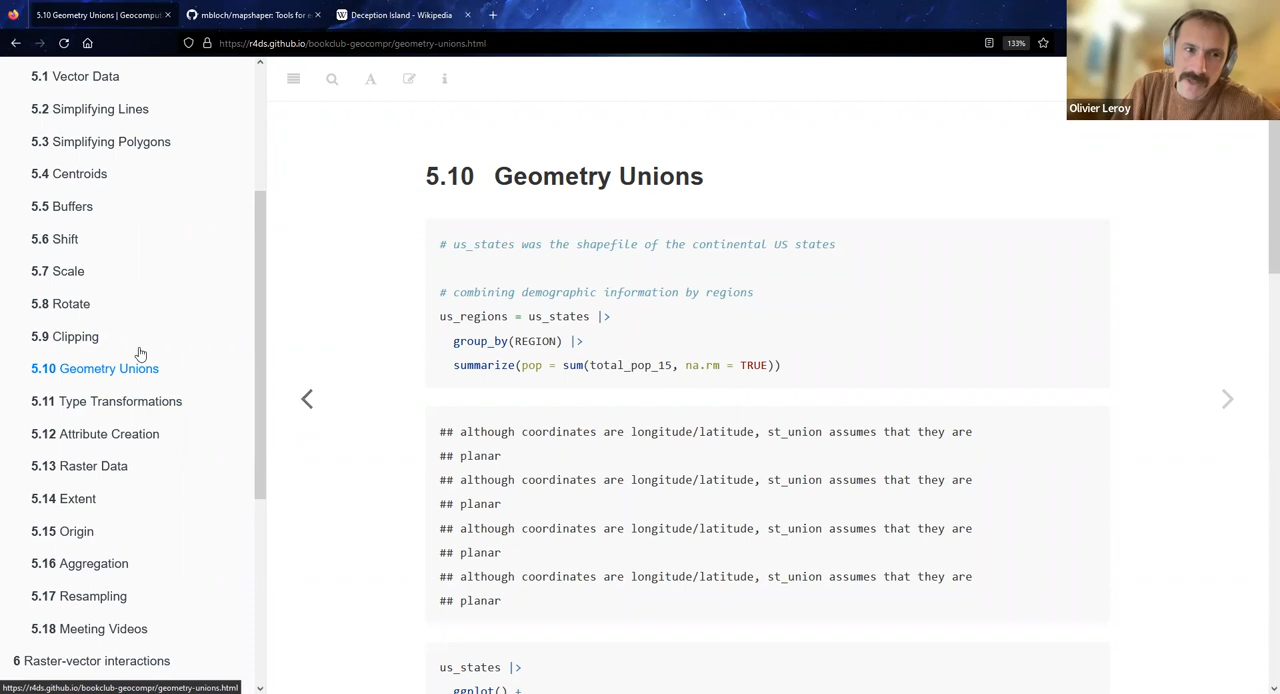 5.10 Geometry Unions | Geocomput
mbloch/mapshaper: Tools for e
Deception Island - Wikipedia
https://r4ds.github.io/bookclub-geocompr/geometry-unions.html
133%
Olivier Leroy
5.1 Vector Data
5.2 Simplifying Lines
5.3 Simplifying Polygons
5.4 Centroids
5.5 Buffers
5.6 Shift
5.7 Scale
5.8 Rotate
5.9 Clipping
5.10 Geometry Unions
5.11 Type Transformations
5.12 Attribute Creation
5.13 Raster Data
5.14 Extent
5.15 Origin
5.16 Aggregation
5.17 Resampling
5.18 Meeting Videos
6 Raster-vector interactions
https://r4ds.github.io/bookclub-geocompr/geometry-unions.html
A
i
5.10 Geometry Unions
# us_states was the shapefile of the continental US states
# combining demographic information by regions
us_regions = us_states |>
group_by(REGION) |>
summarize(pop = sum(total_pop_15, na.rm = TRUE))
## although coordinates are longitude/latitude, st_union assumes that they are
## planar
## although coordinates are longitude/latitude, st_union assumes that they are
## planar
## although coordinates are longitude/latitude, st_union assumes that they are
## planar
## although coordinates are longitude/latitude, st_union assumes that they are
## planar
us_states |>
ggplot() +